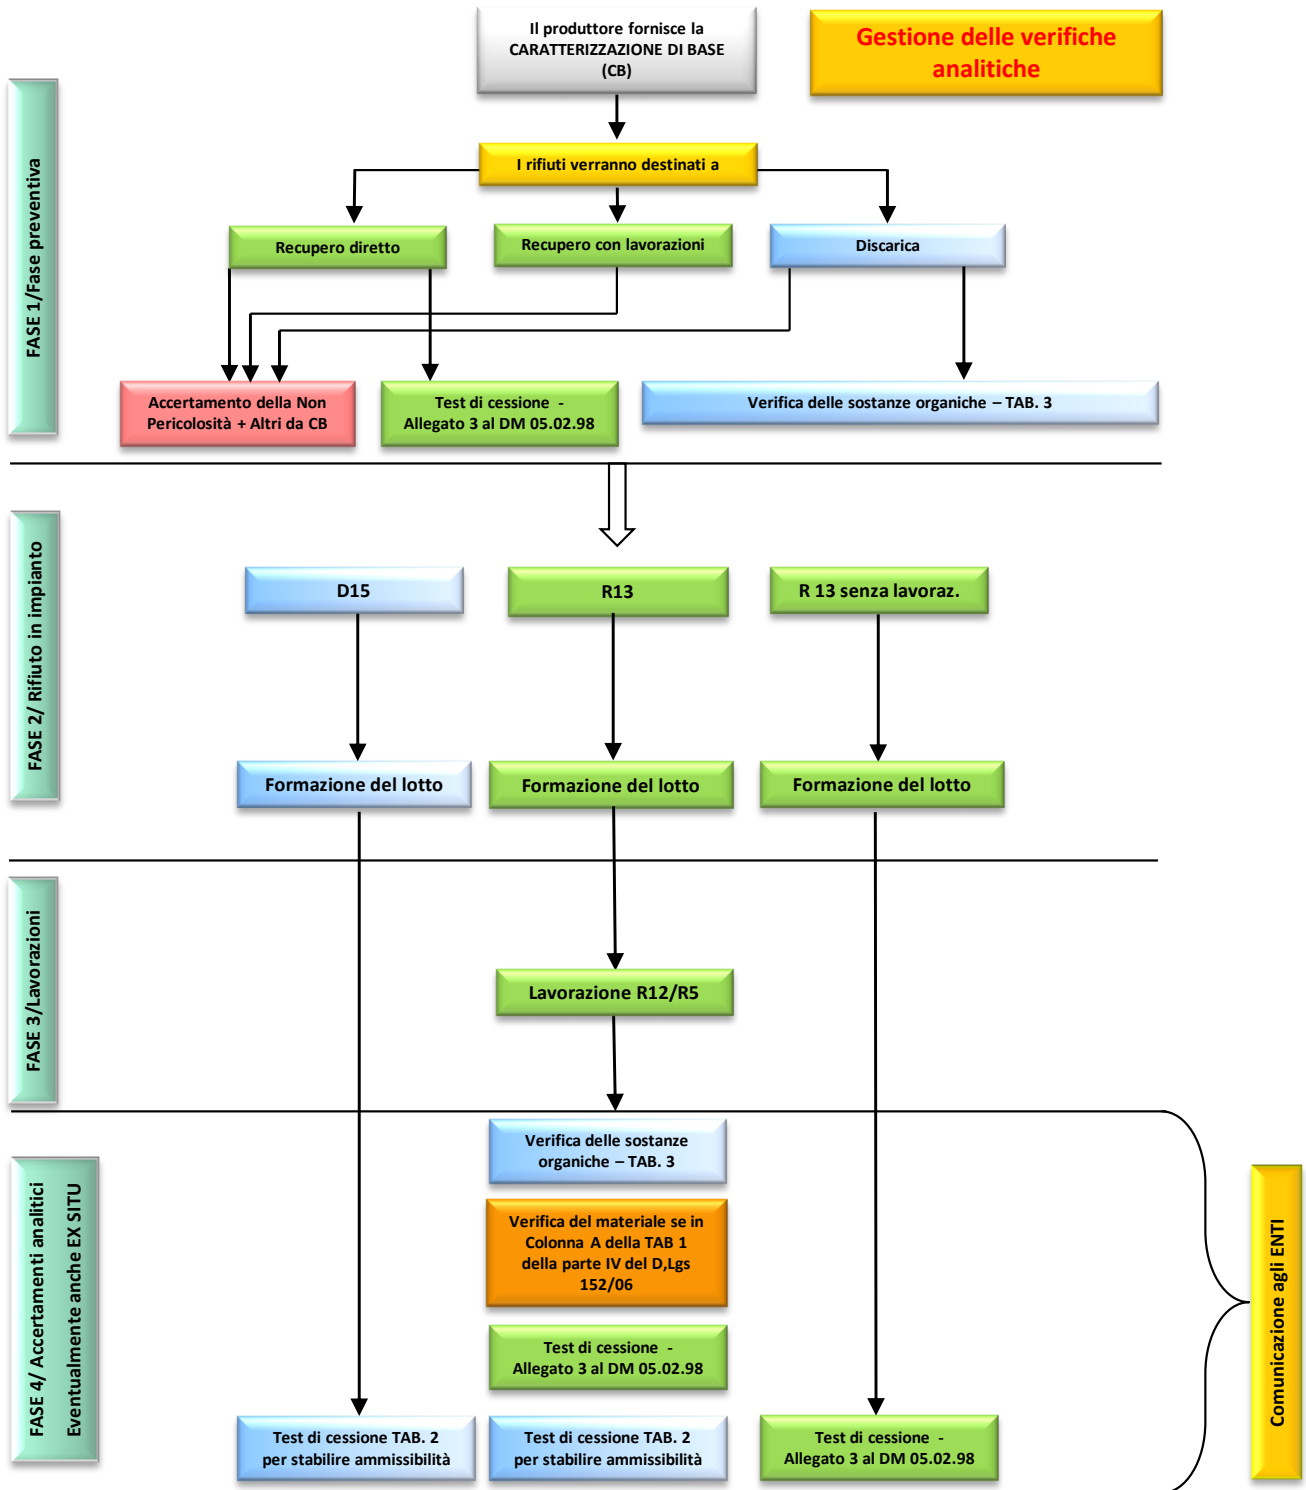 Il produttore fornisce la
CARATTERIZZAZIONE DI BASE
(CB)
Gestione delle verifiche
analitiche
FASE 1/Fase preventiva
I rifiuti verranno destinati a
Recupero diretto
Recupero con lavorazioni
Discarica
Accertamento della Non
Pericolosità + Altri da CB
Test di cessione -
Allegato 3 al DM 05.02.98
Verifica delle sostanze organiche – TAB. 3
FASE 2/ Rifiuto in impianto
D15
R13
R 13 senza lavoraz.
Formazione del lotto
Formazione del lotto
Formazione del lotto
FASE 3/Lavorazioni
Lavorazione R12/R5
FASE 4/ Accertamenti analitici
Eventualmente anche EX SITU
Verifica delle sostanze
organiche – TAB. 3
Verifica del materiale se in
Colonna A della TAB 1
della parte IV del D,Lgs
152/06
Test di cessione -
Allegato 3 al DM 05.02.98
Test di cessione TAB. 2
per stabilire ammissibilità
Test di cessione TAB. 2
per stabilire ammissibilità
Test di cessione -
Allegato 3 al DM 05.02.98
Comunicazione agli ENTI